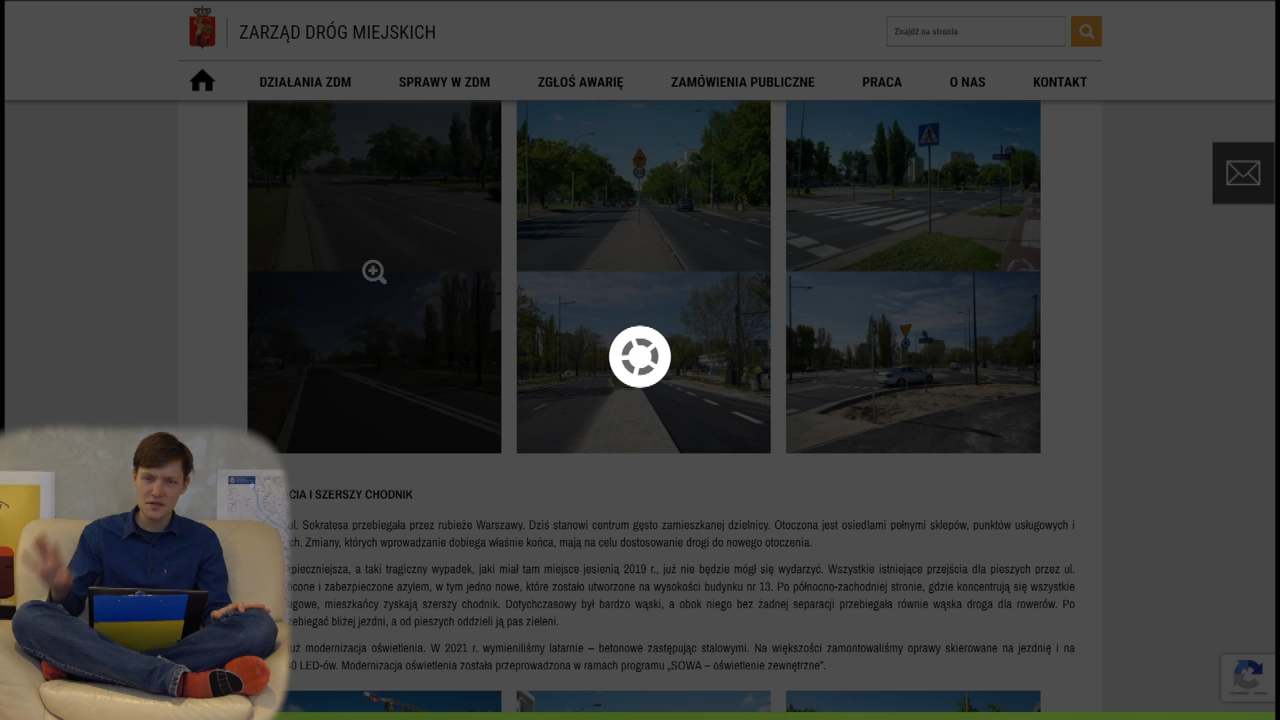 ZARZĄD DRÓG MIEJSKICH
Znajdź na stronie
DZIAŁANIA ZDM SPRAWY W ZDM ZGŁOŚ AWARIĘ ZAMÓWIENIA PUBLICZNE PRACA O NAS KONTAKT
I SZERSZY CHODNIK
ul. Sokratesa przebiegała przez rubieże Warszawy. Dziś stanowi centrum gęsto zamieszkanej dzielnicy. Otoczona jest osiedlami pełnymi sklepów, punktów usługowych i
Zmiany, których wprowadzanie dobiega właśnie końca, mają na celu dostosowanie drogi do nowego otoczenia.
a taki tragiczny wypadek, jaki miał tam miejsce jesienią 2019 r., już nie będzie mógł się wydarzyć. Wszystkie istniejące przejścia dla pieszych przez ul.
i zabezpieczone azylem, w tym jedno nowe, które zostało utworzone na wysokości budynku nr 13. Po północno-zachodniej stronie, gdzie koncentrują się wszystkie
mieszkańcy zyskają szerszy chodnik. Dotychczasowy był bardzo wąski, a obok niego bez żadnej separacji przebiegała równie wąska droga dla rowerów. Po
bliżej jezdni, a od pieszych oddzieli ją pas zieleni.
już modernizacja oświetlenia. W 2021 r. wymieniliśmy latarnie – betonowe zastępując stalowymi. Na większości zamontowaliśmy oprawy skierowane na jezdnię i na
LED-ów. Modernizacja oświetlenia została przeprowadzona w ramach programu „SOWA – oświetlenie zewnętrzne”.